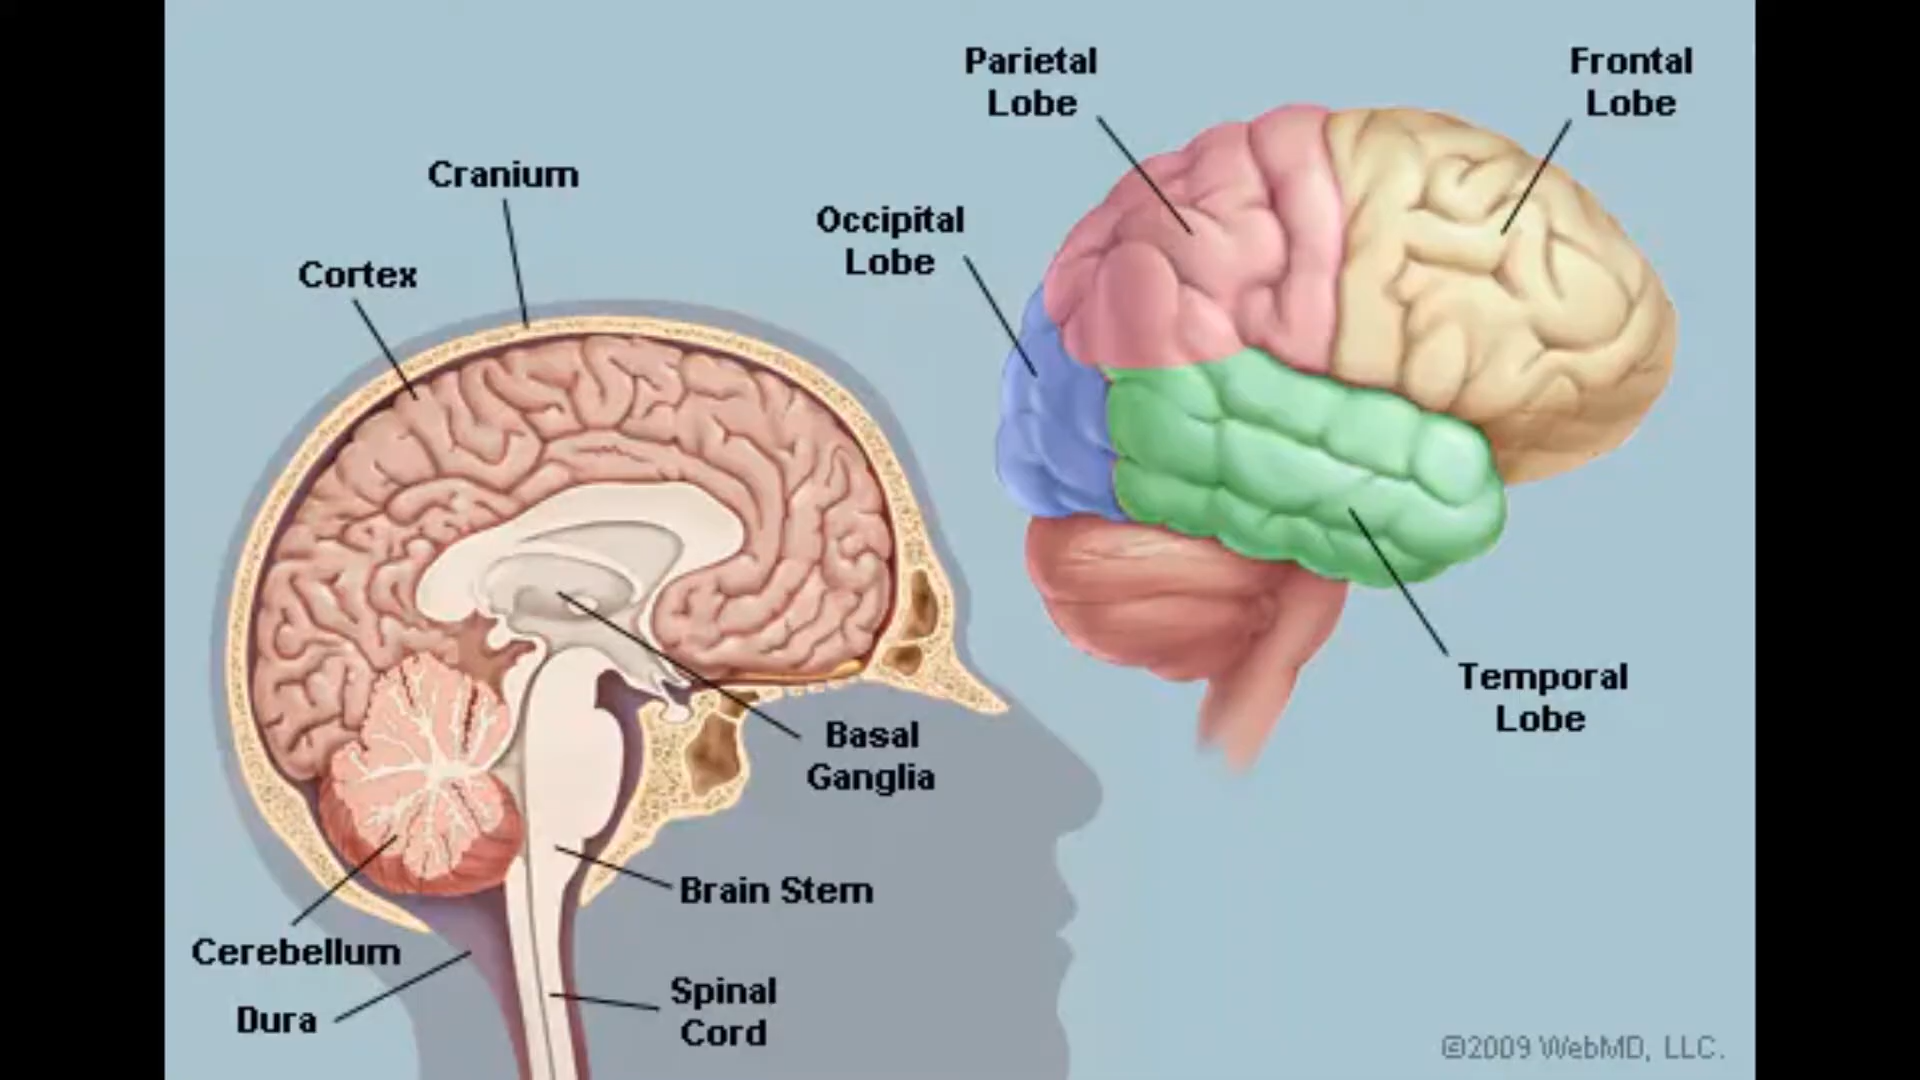 Parietal
Lobe
Frontal
Lobe
Cranium
Occipital
Lobe
Cortex
Temporal
Lobe
Basal
Ganglia
Brain Stem
Cerebellum
Spinal
Cord
Dura
©2009 WebMD, LLC.